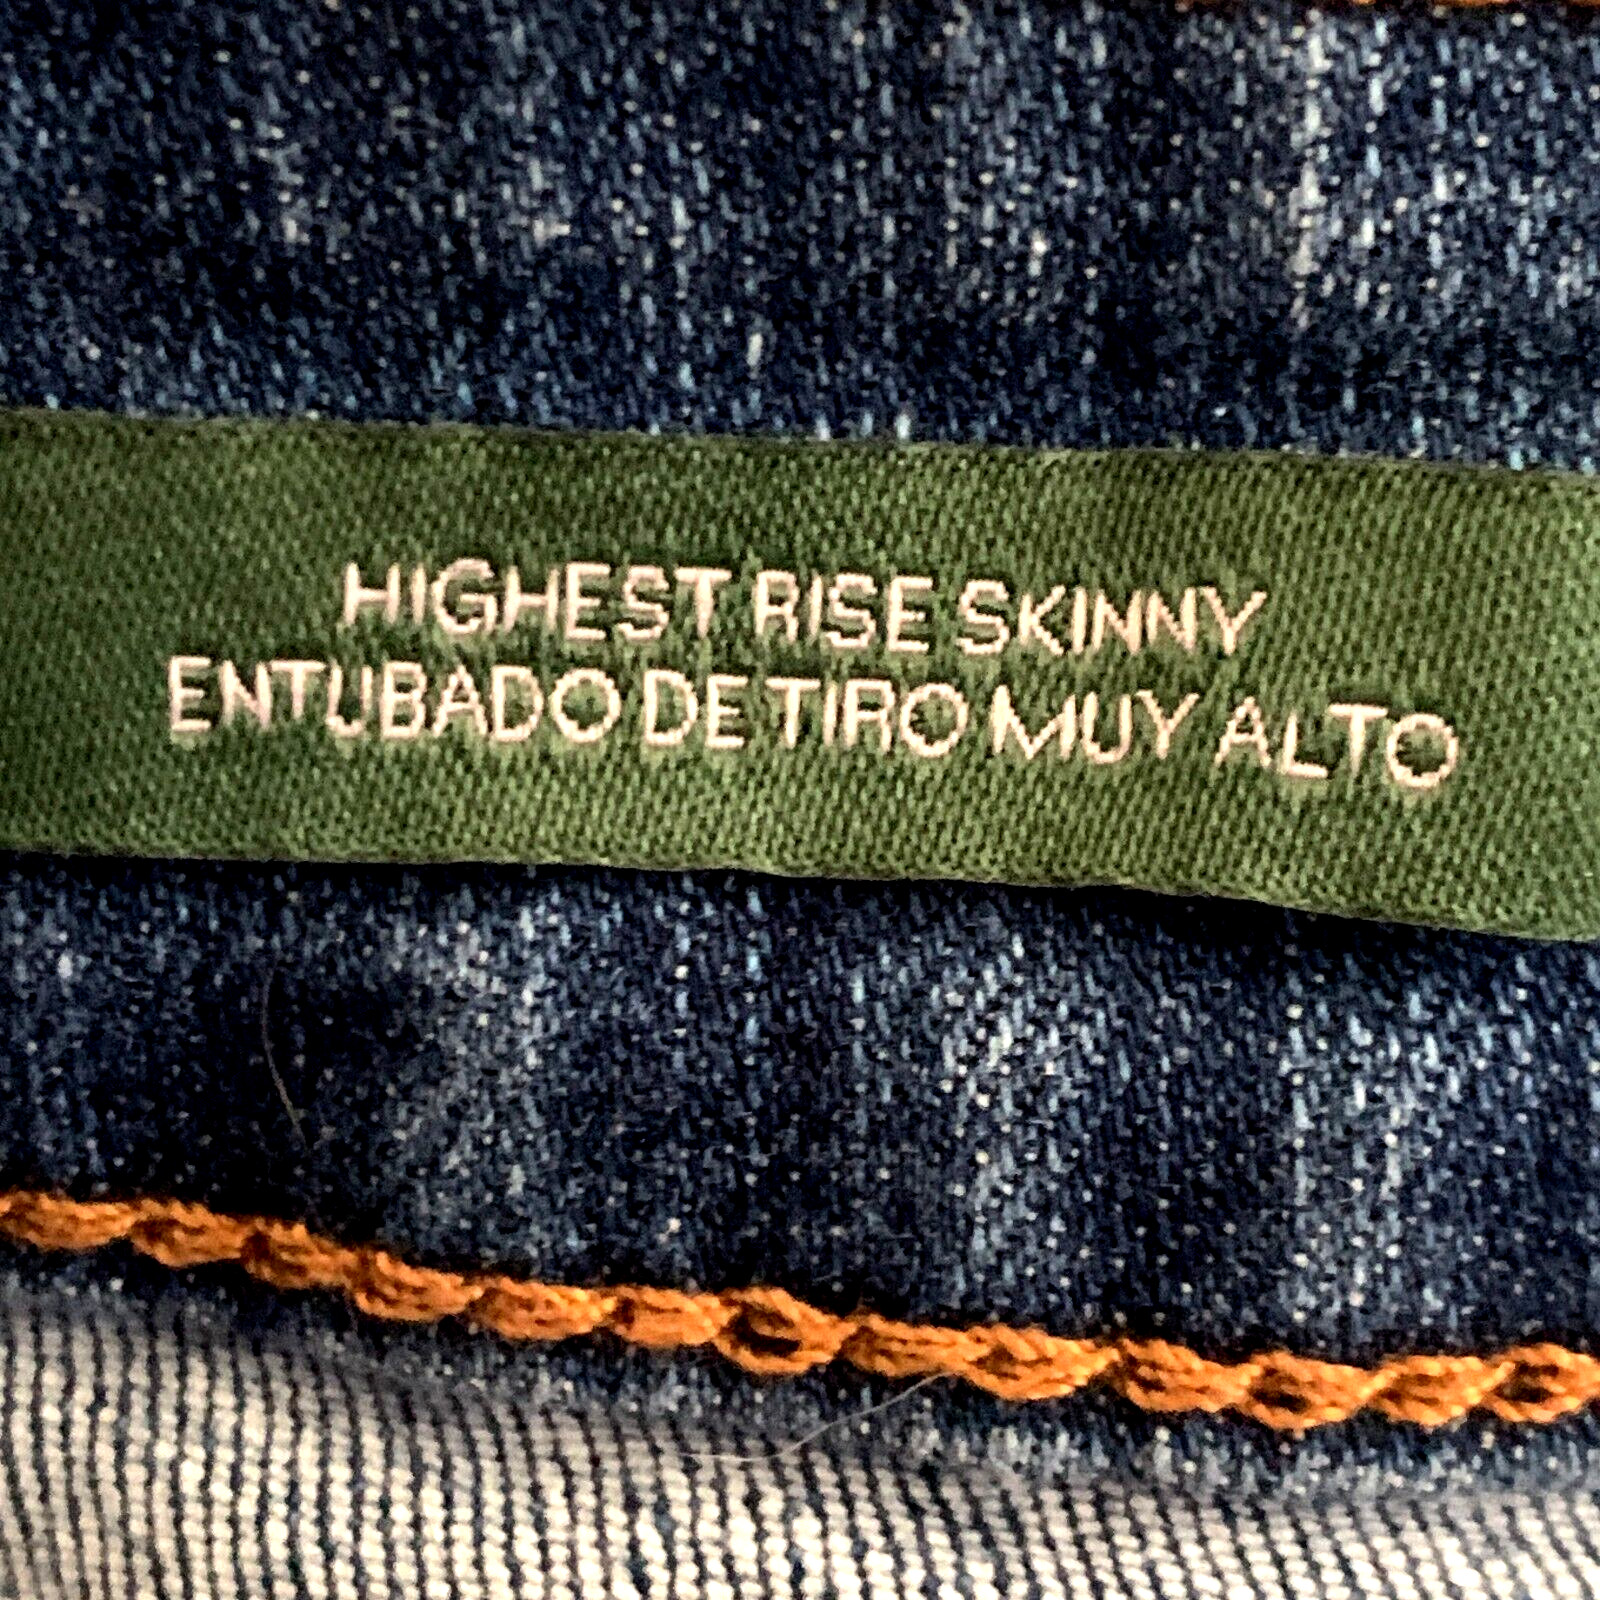 HIGHEST RISE SKINNY
ENTUBADO DE TIRO MUY ALTO